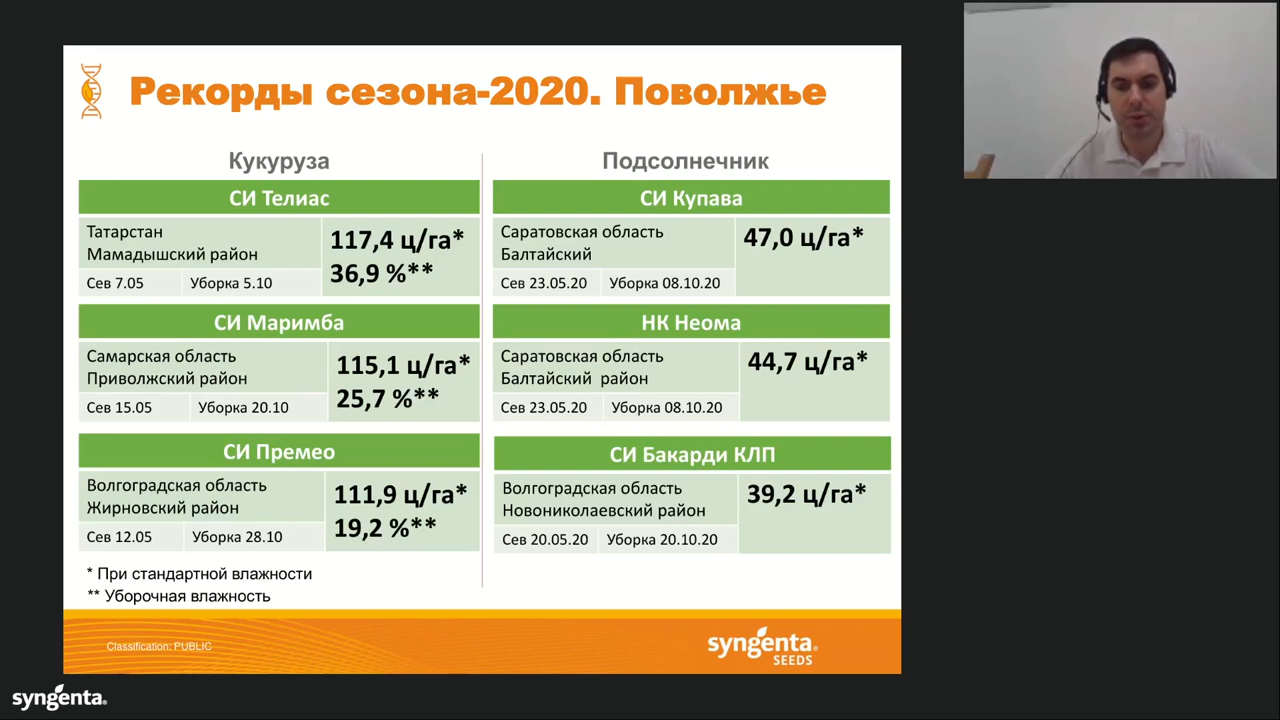 Рекорды сезона-2020. Поволжье
Кукуруза
СИ Телиас
Татарстан
Мамадышский район
117,4 ц/га*
36,9 %**
Сев 7.05
Уборка 5.10
СИ Маримба
Самарская область
Приволжский район
115,1 ц/га*
25,7 %**
Сев 15.05
Уборка 20.10
СИ Премео
Волгоградская область
Жирновский район
111,9 ц/га*
19,2 %**
Сев 12.05
Уборка 28.10
* При стандартной влажности
** Уборочная влажность
Подсолнечник
СИ Купава
Саратовская область
Балтайский
47,0 ц/га*
Сев 23.05.20
Уборка 08.10.20
НК Неома
Саратовская область
Балтайский район
44,7 ц/га*
Сев 23.05.20
Уборка 08.10.20
СИ Бакарди КЛП
Волгоградская область
Новониколаевский район
39,2 ц/га*
Сев 20.05.20
Уборка 20.10.20
Classification: PUBLIC
syngenta.
SEEDS
syngenta.